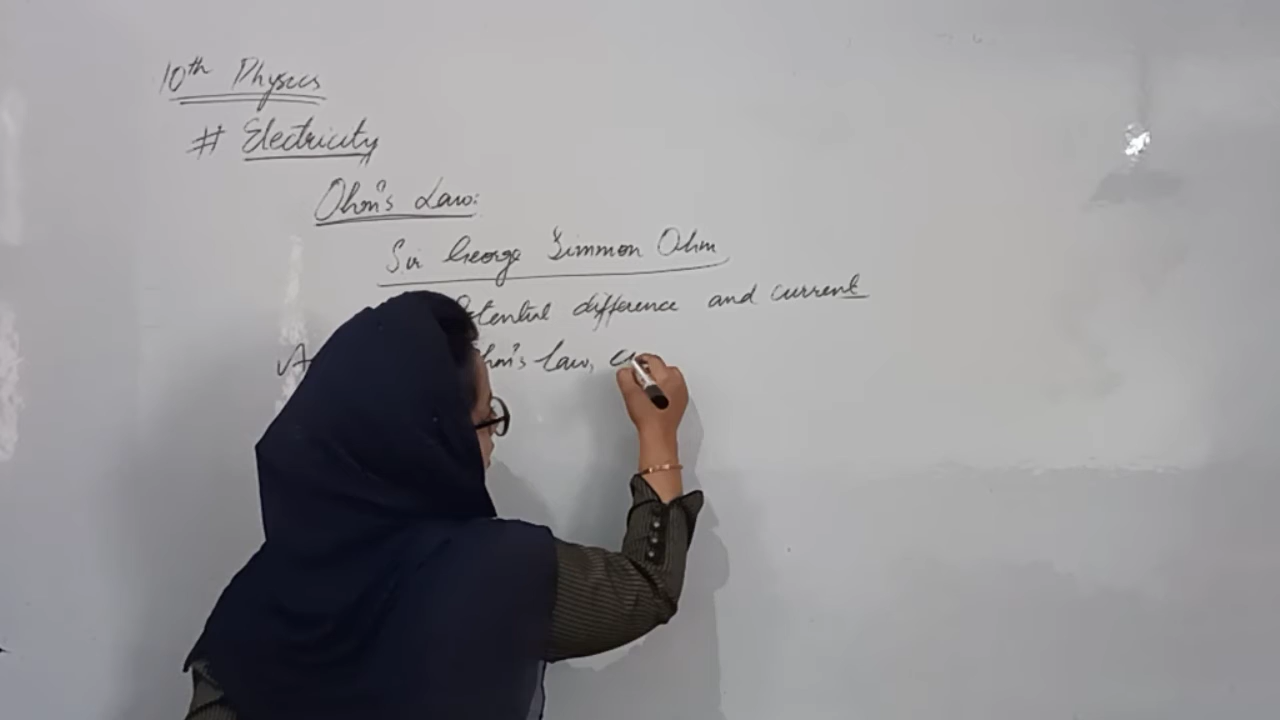 10th Physics
# Electricity
Ohm's Law:
Sir George Simmon Ohm
difference and current
law,